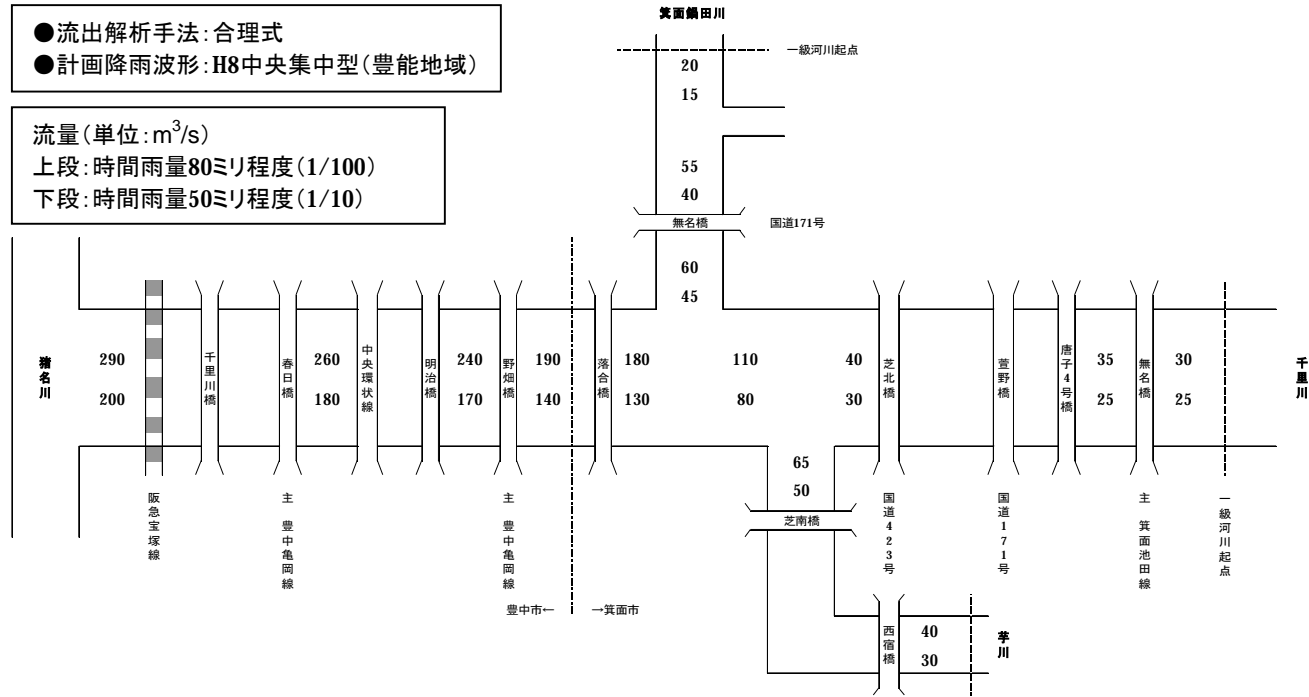 ●流出解析手法:合理式
●計画降雨波形:H8中央集中型(豊能地域)
流量(単位:m³/s)
上段:時間雨量80ミリ程度(1/100)
下段:時間雨量50ミリ程度(1/10)
箕面鍋田川
一級河川起点
20
15
55
40
無名橋
国道171号
60
45
猪名川
290
200
千里川橋
春日橋
260
180
中央環状線
明治橋
240
170
野畑橋
190
140
落合橋
180
130
110
80
40
30
芝北橋
萱野橋
唐子4号橋
35
25
無名橋
30
25
千里川
65
50
芝南橋
阪急宝塚線
主 豊中亀岡線
主 豊中亀岡線
国道423号
国道171号
主 箕面池田線
一級河川起点
豊中市←
→箕面市
西宿橋
40
30
芋川